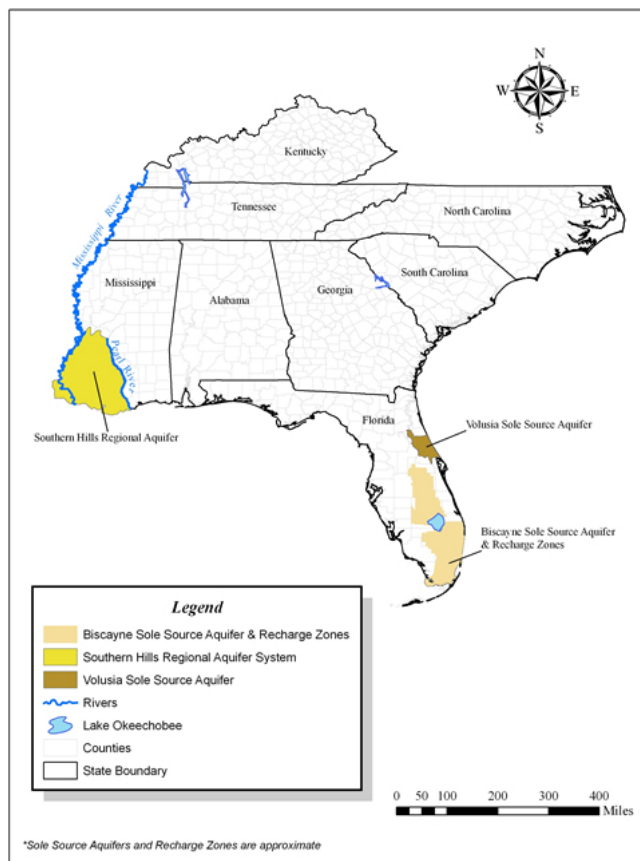 N
W E
S
Kentucky
Mississippi River
Tennessee
North Carolina
South Carolina
Mississippi
Alabama
Georgia
Pearl River
Southern Hills Regional Aquifer
Florida
Volusia Sole Source Aquifer
Biscayne Sole Source Aquifer
& Recharge Zones
Legend
Biscayne Sole Source Aquifer & Recharge Zones
Southern Hills Regional Aquifer System
Volusia Sole Source Aquifer
Rivers
Lake Okeechobee
Counties
State Boundary
0 50 100 200 300 400
Miles
*Sole Source Aquifers and Recharge Zones are approximate